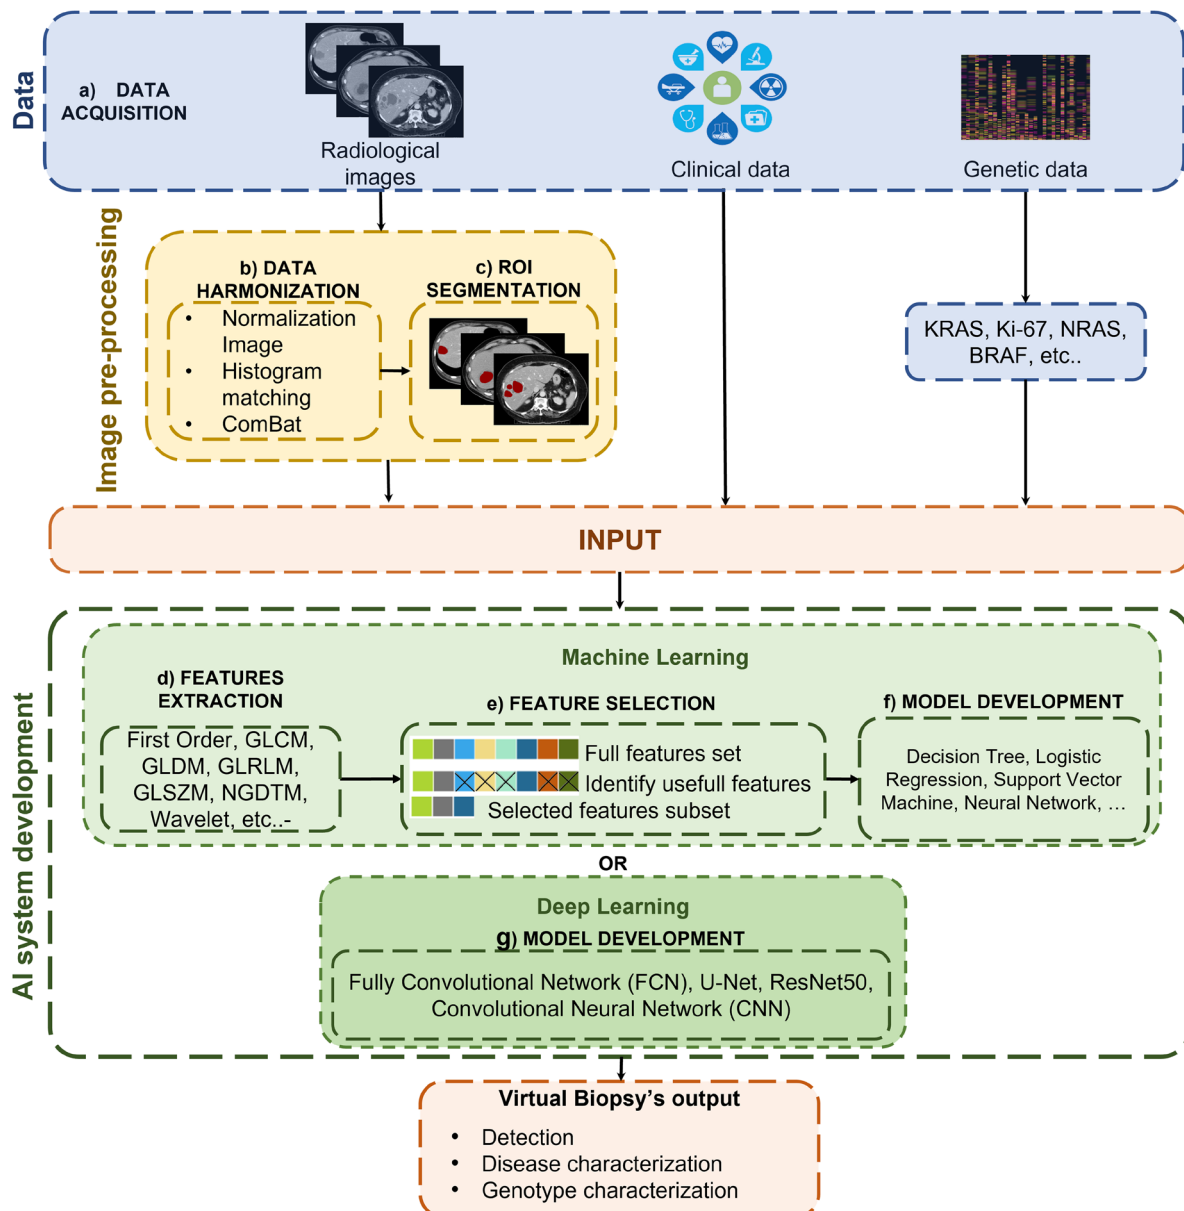 Data
a) DATA
ACQUISITION
Radiological
images
Clinical data
Genetic data
Image pre-processing
b) DATA
HARMONIZATION
• Normalization
Image
• Histogram
matching
• ComBat
c) ROI
SEGMENTATION
KRAS, Ki-67, NRAS,
BRAF, etc..
INPUT
AI system development
Machine Learning
d) FEATURES
EXTRACTION
First Order, GLCM,
GLDM, GLRLM,
GLSZM, NGDTM,
Wavelet, etc..-
e) FEATURE SELECTION
Full features set
Identify usefull features
Selected features subset
f) MODEL DEVELOPMENT
Decision Tree, Logistic
Regression, Support Vector
Machine, Neural Network, ...
OR
Deep Learning
g) MODEL DEVELOPMENT
Fully Convolutional Network (FCN), U-Net, ResNet50,
Convolutional Neural Network (CNN)
Virtual Biopsy's output
• Detection
• Disease characterization
• Genotype characterization